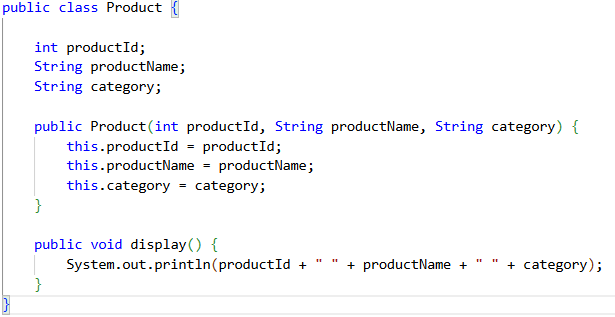 public class Product {
int productId;
String productName;
String category;
public Product(int productId, String productName, String category) {
this.productId = productId;
this.productName = productName;
this.category = category;
}
public void display() {
System.out.println(productId + " " + productName + " " + category);
}
}